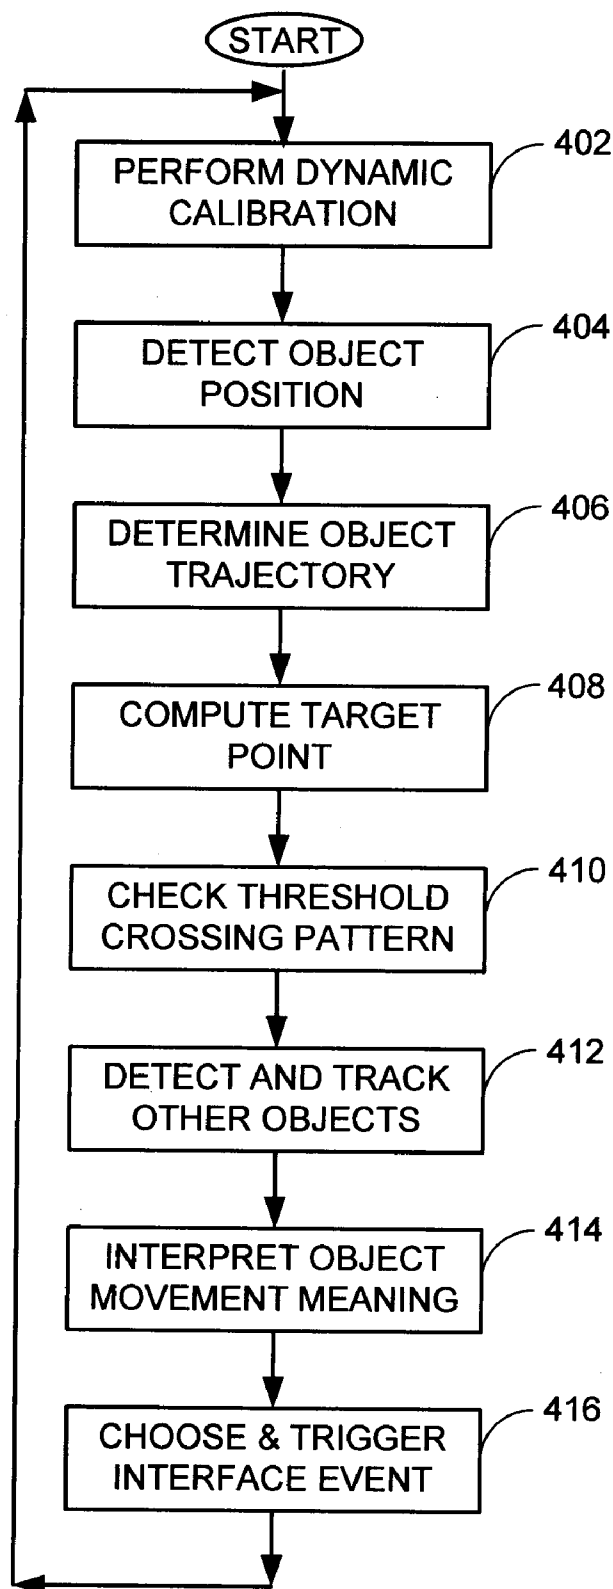 START
402
PERFORM DYNAMIC
CALIBRATION
404
DETECT OBJECT
POSITION
406
DETERMINE OBJECT
TRAJECTORY
408
COMPUTE TARGET
POINT
410
CHECK THRESHOLD
CROSSING PATTERN
412
DETECT AND TRACK
OTHER OBJECTS
414
INTERPRET OBJECT
MOVEMENT MEANING
416
CHOOSE & TRIGGER
INTERFACE EVENT